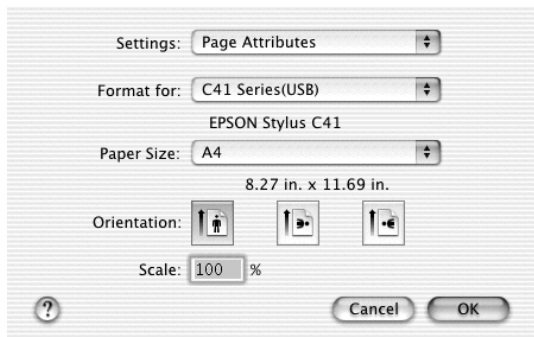 Settings: Page Attributes
Format for: C41 Series(USB)
EPSON Stylus C41
Paper Size: A4
8.27 in. x 11.69 in.
Orientation:
Scale: 100 %
? Cancel OK